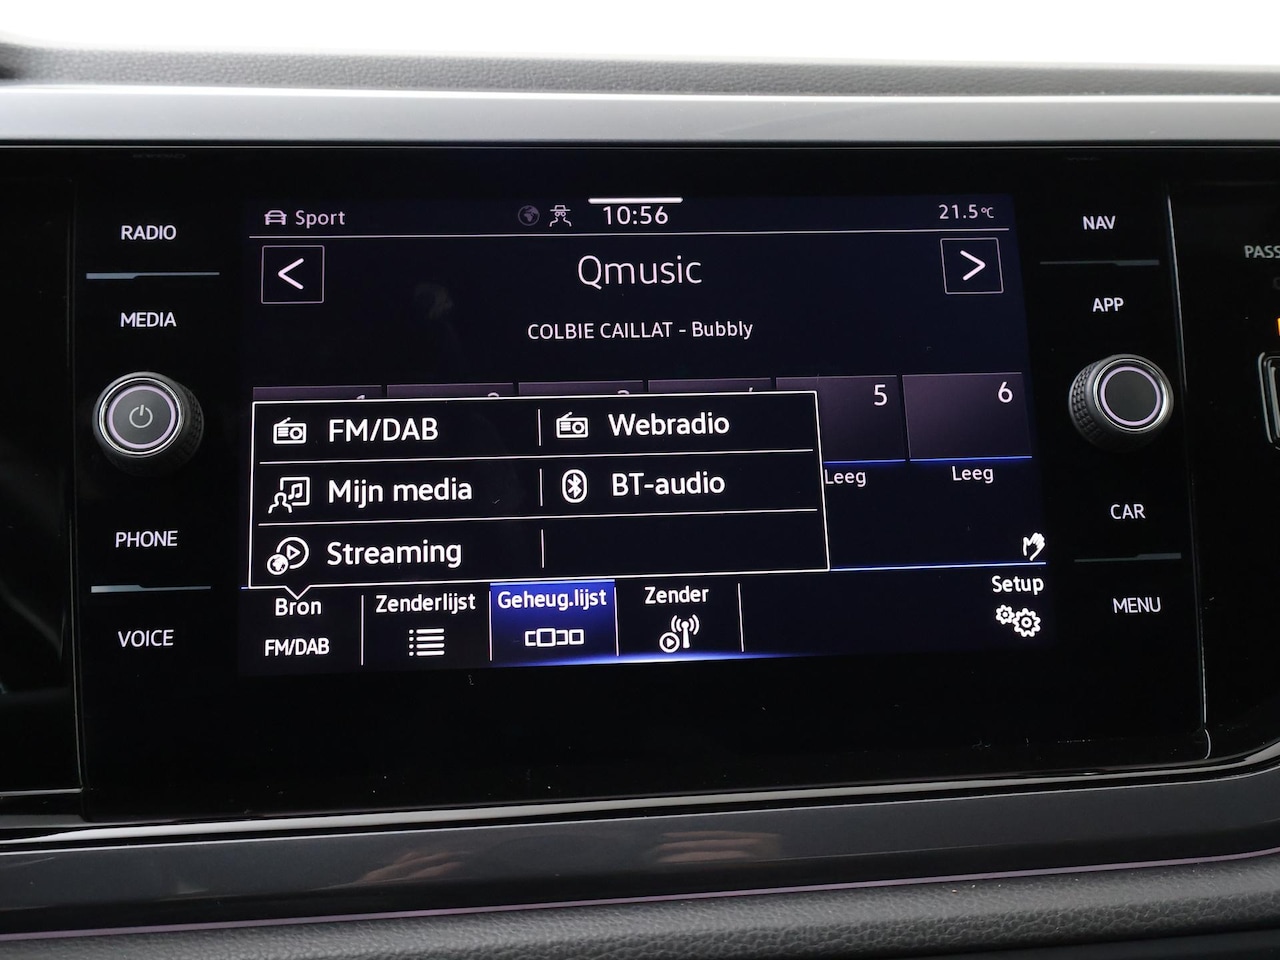 RADIO
MEDIA
PHONE
VOICE
Sport
10:56
21.5°C
Qmusic
COLBIE CAILLAT - Bubbly
5
6
Leeg
Leeg
FM/DAB
Webradio
Mijn media
BT-audio
Streaming
Bron
FM/DAB
Zenderlijst
Geheug.lijst
Zender
Setup
NAV
APP
CAR
MENU
PASS